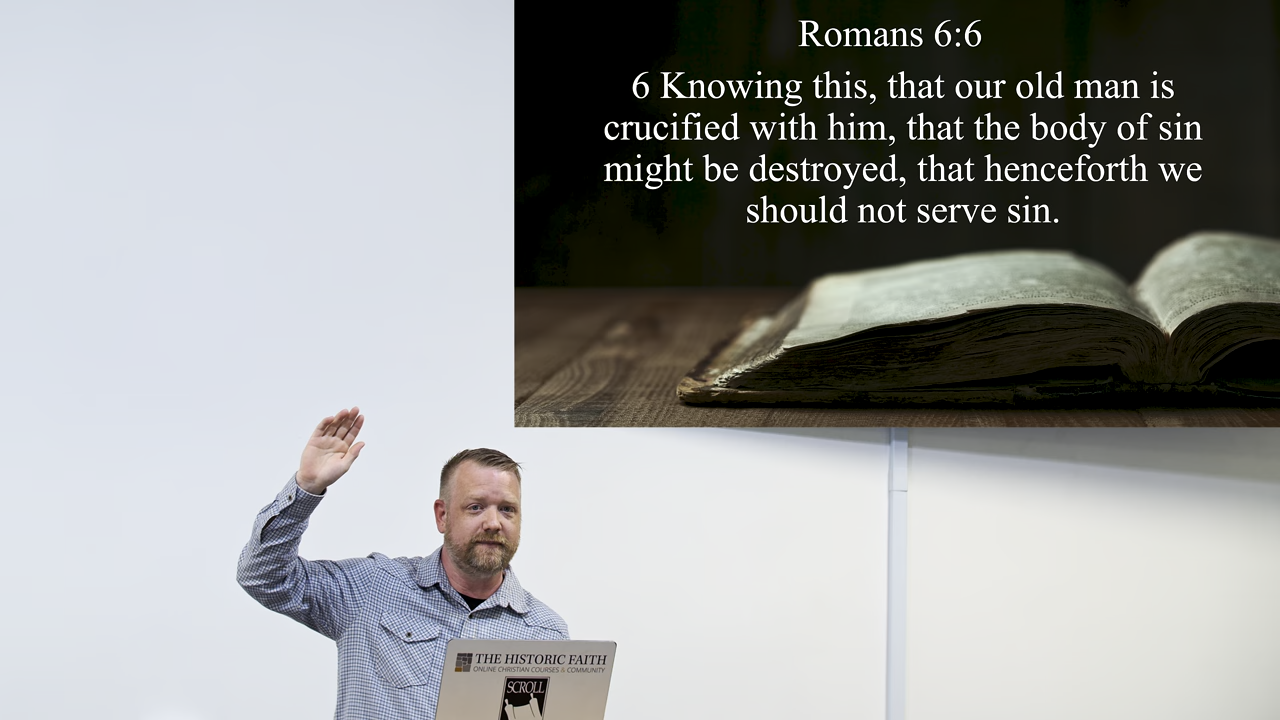 Romans 6:6
6 Knowing this, that our old man is
crucified with him, that the body of sin
might be destroyed, that henceforth we
should not serve sin.
THE HISTORIC FAITH
ONLINE CHRISTIAN COURSES & COMMUNITY
SCROLL